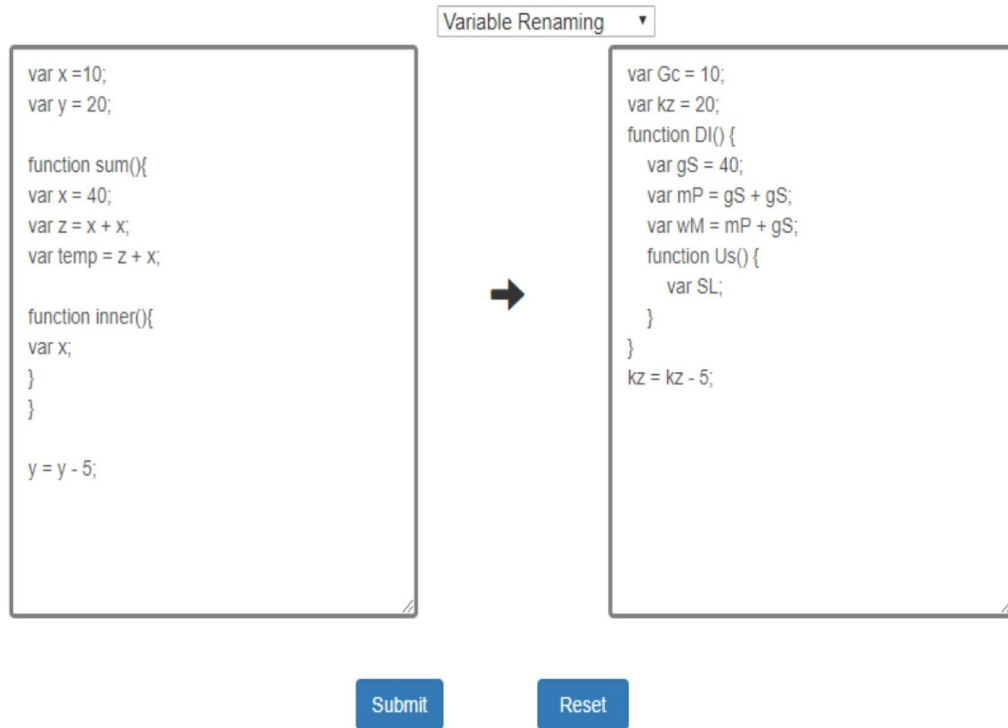 Variable Renaming
var x =10;
var y = 20;
function sum(){
var x = 40;
var z = x + x;
var temp = z + x;
function inner(){
var x;
}
}
y = y - 5;
var Gc = 10;
var kz = 20;
function DI() {
var gS = 40;
var mP = gS + gS;
var wM = mP + gS;
function Us() {
var SL;
}
}
kz = kz - 5;
Submit
Reset